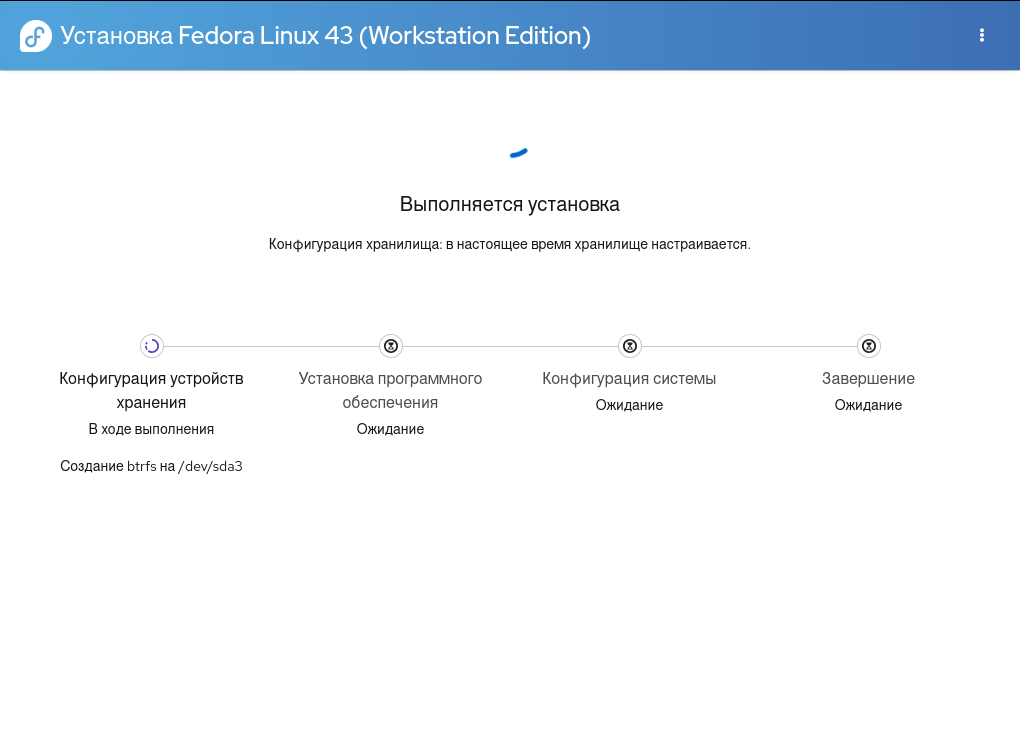 Установка Fedora Linux 43 (Workstation Edition)
Выполняется установка
Конфигурация хранилища: в настоящее время хранилище настраивается.
Конфигурация устройств
хранения
В ходе выполнения
Создание btrfs на /dev/sda3
Установка программного
обеспечения
Ожидание
Конфигурация системы
Ожидание
Завершение
Ожидание